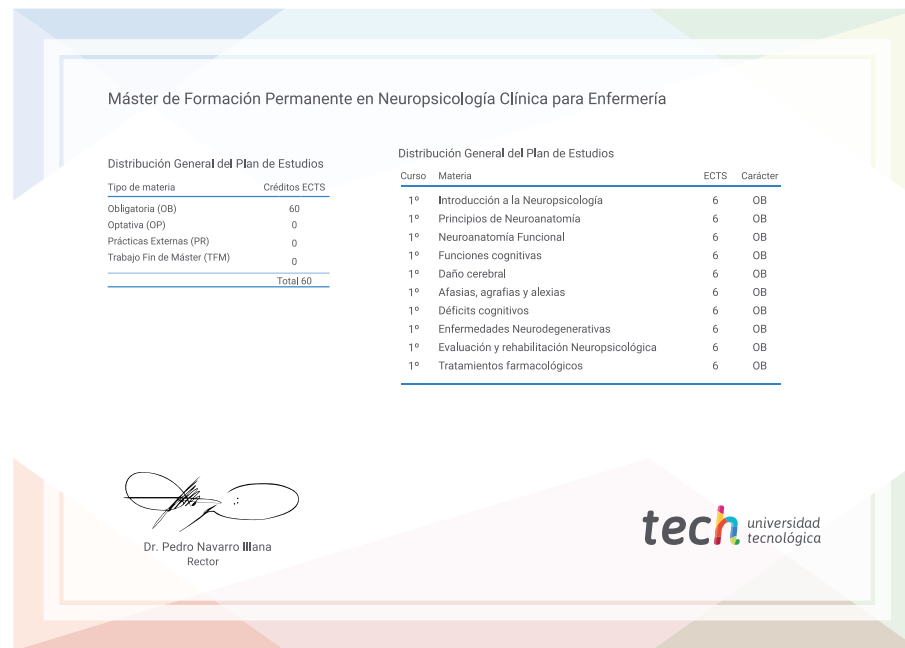 Máster de Formación Permanente en Neuropsicología Clínica para Enfermería
Distribución General del Plan de Estudios
Tipo de materia Créditos ECTS
Obligatoria (OB) 60
Optativa (OP) 0
Prácticas Externas (PR) 0
Trabajo Fin de Máster (TFM) 0
Total 60
Distribución General del Plan de Estudios
Curso Materia ECTS Carácter
1º Introducción a la Neuropsicología 6 OB
1º Principios de Neuroanatomía 6 OB
1º Neuroanatomía Funcional 6 OB
1º Funciones cognitivas 6 OB
1º Daño cerebral 6 OB
1º Afasias, agrafias y alexias 6 OB
1º Déficits cognitivos 6 OB
1º Enfermedades Neurodegenerativas 6 OB
1º Evaluación y rehabilitación Neuropsicológica 6 OB
1º Tratamientos farmacológicos 6 OB
Dr. Pedro Navarro Illana
Rector
tech universidad
tecnológica